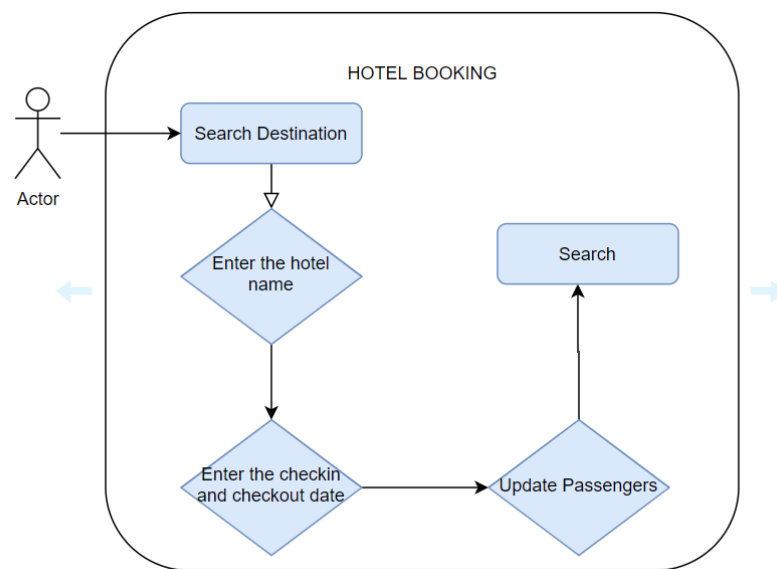 HOTEL BOOKING
Search Destination
Actor
Enter the hotel
name
Search
Enter the checkin
and checkout date
Update Passengers